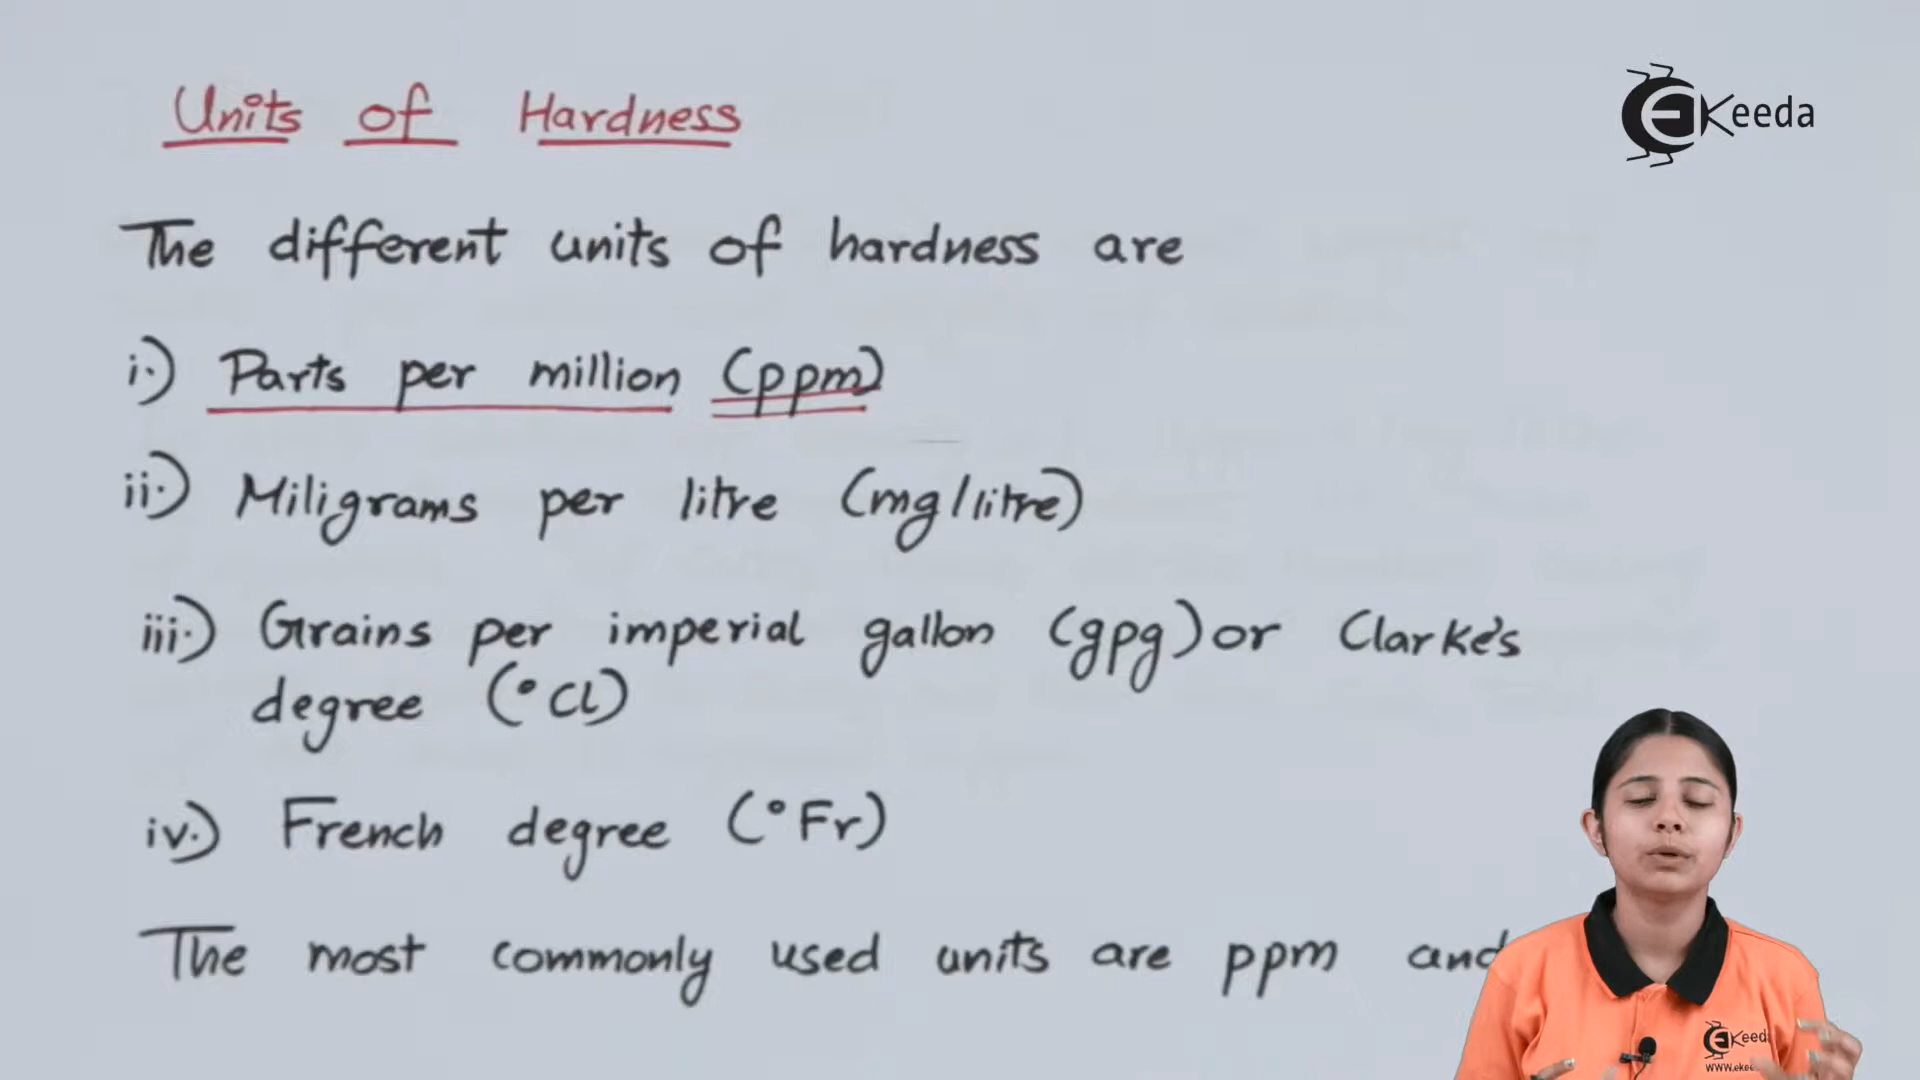 Units of Hardness
EKeeda
The different units of hardness are
i.) Parts per million (ppm)
ii.) Miligrams per litre (mg/litre)
iii.) Grains per imperial gallon (gpg) or Clarke's
degree (°Cl)
iv.) French degree (°Fr)
The most commonly used units are ppm and
EKeeda